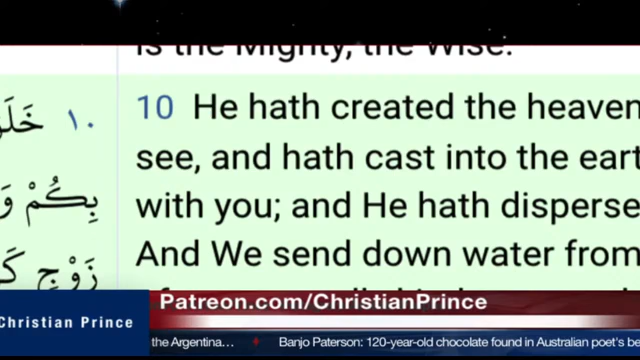 is the Mighty, the Wise.
10 He hath created the heaven
see, and hath cast into the eart
with you; and He hath disperse
And We send down water from
١٠ خَلَ
بِكُمْ وَ
زَوْجٍ كَ
Patreon.com/ChristianPrince
Christian Prince
the Argentina... Banjo Paterson: 120-year-old chocolate found in Australian poet's be